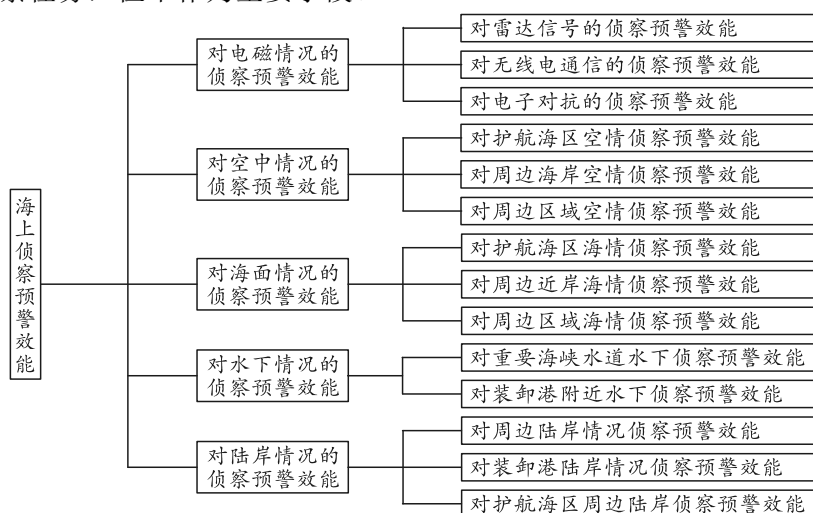 对雷达信号的侦察预警效能
对电磁情况的
侦察预警效能
对无线电通信的侦察预警效能
对电子对抗的侦察预警效能
对护航海区空情侦察预警效能
对空中情况的
侦察预警效能
对周边海岸空情侦察预警效能
对周边区域空情侦察预警效能
海上侦察预警效能
对护航海区海情侦察预警效能
对海面情况的
侦察预警效能
对周边近岸海情侦察预警效能
对周边区域海情侦察预警效能
对水下情况的
侦察预警效能
对重要海峡水道水下侦察预警效能
对装卸港附近水下侦察预警效能
对周边陆岸情况侦察预警效能
对陆岸情况的
侦察预警效能
对装卸港陆岸情况侦察预警效能
对护航海区周边陆岸侦察预警效能